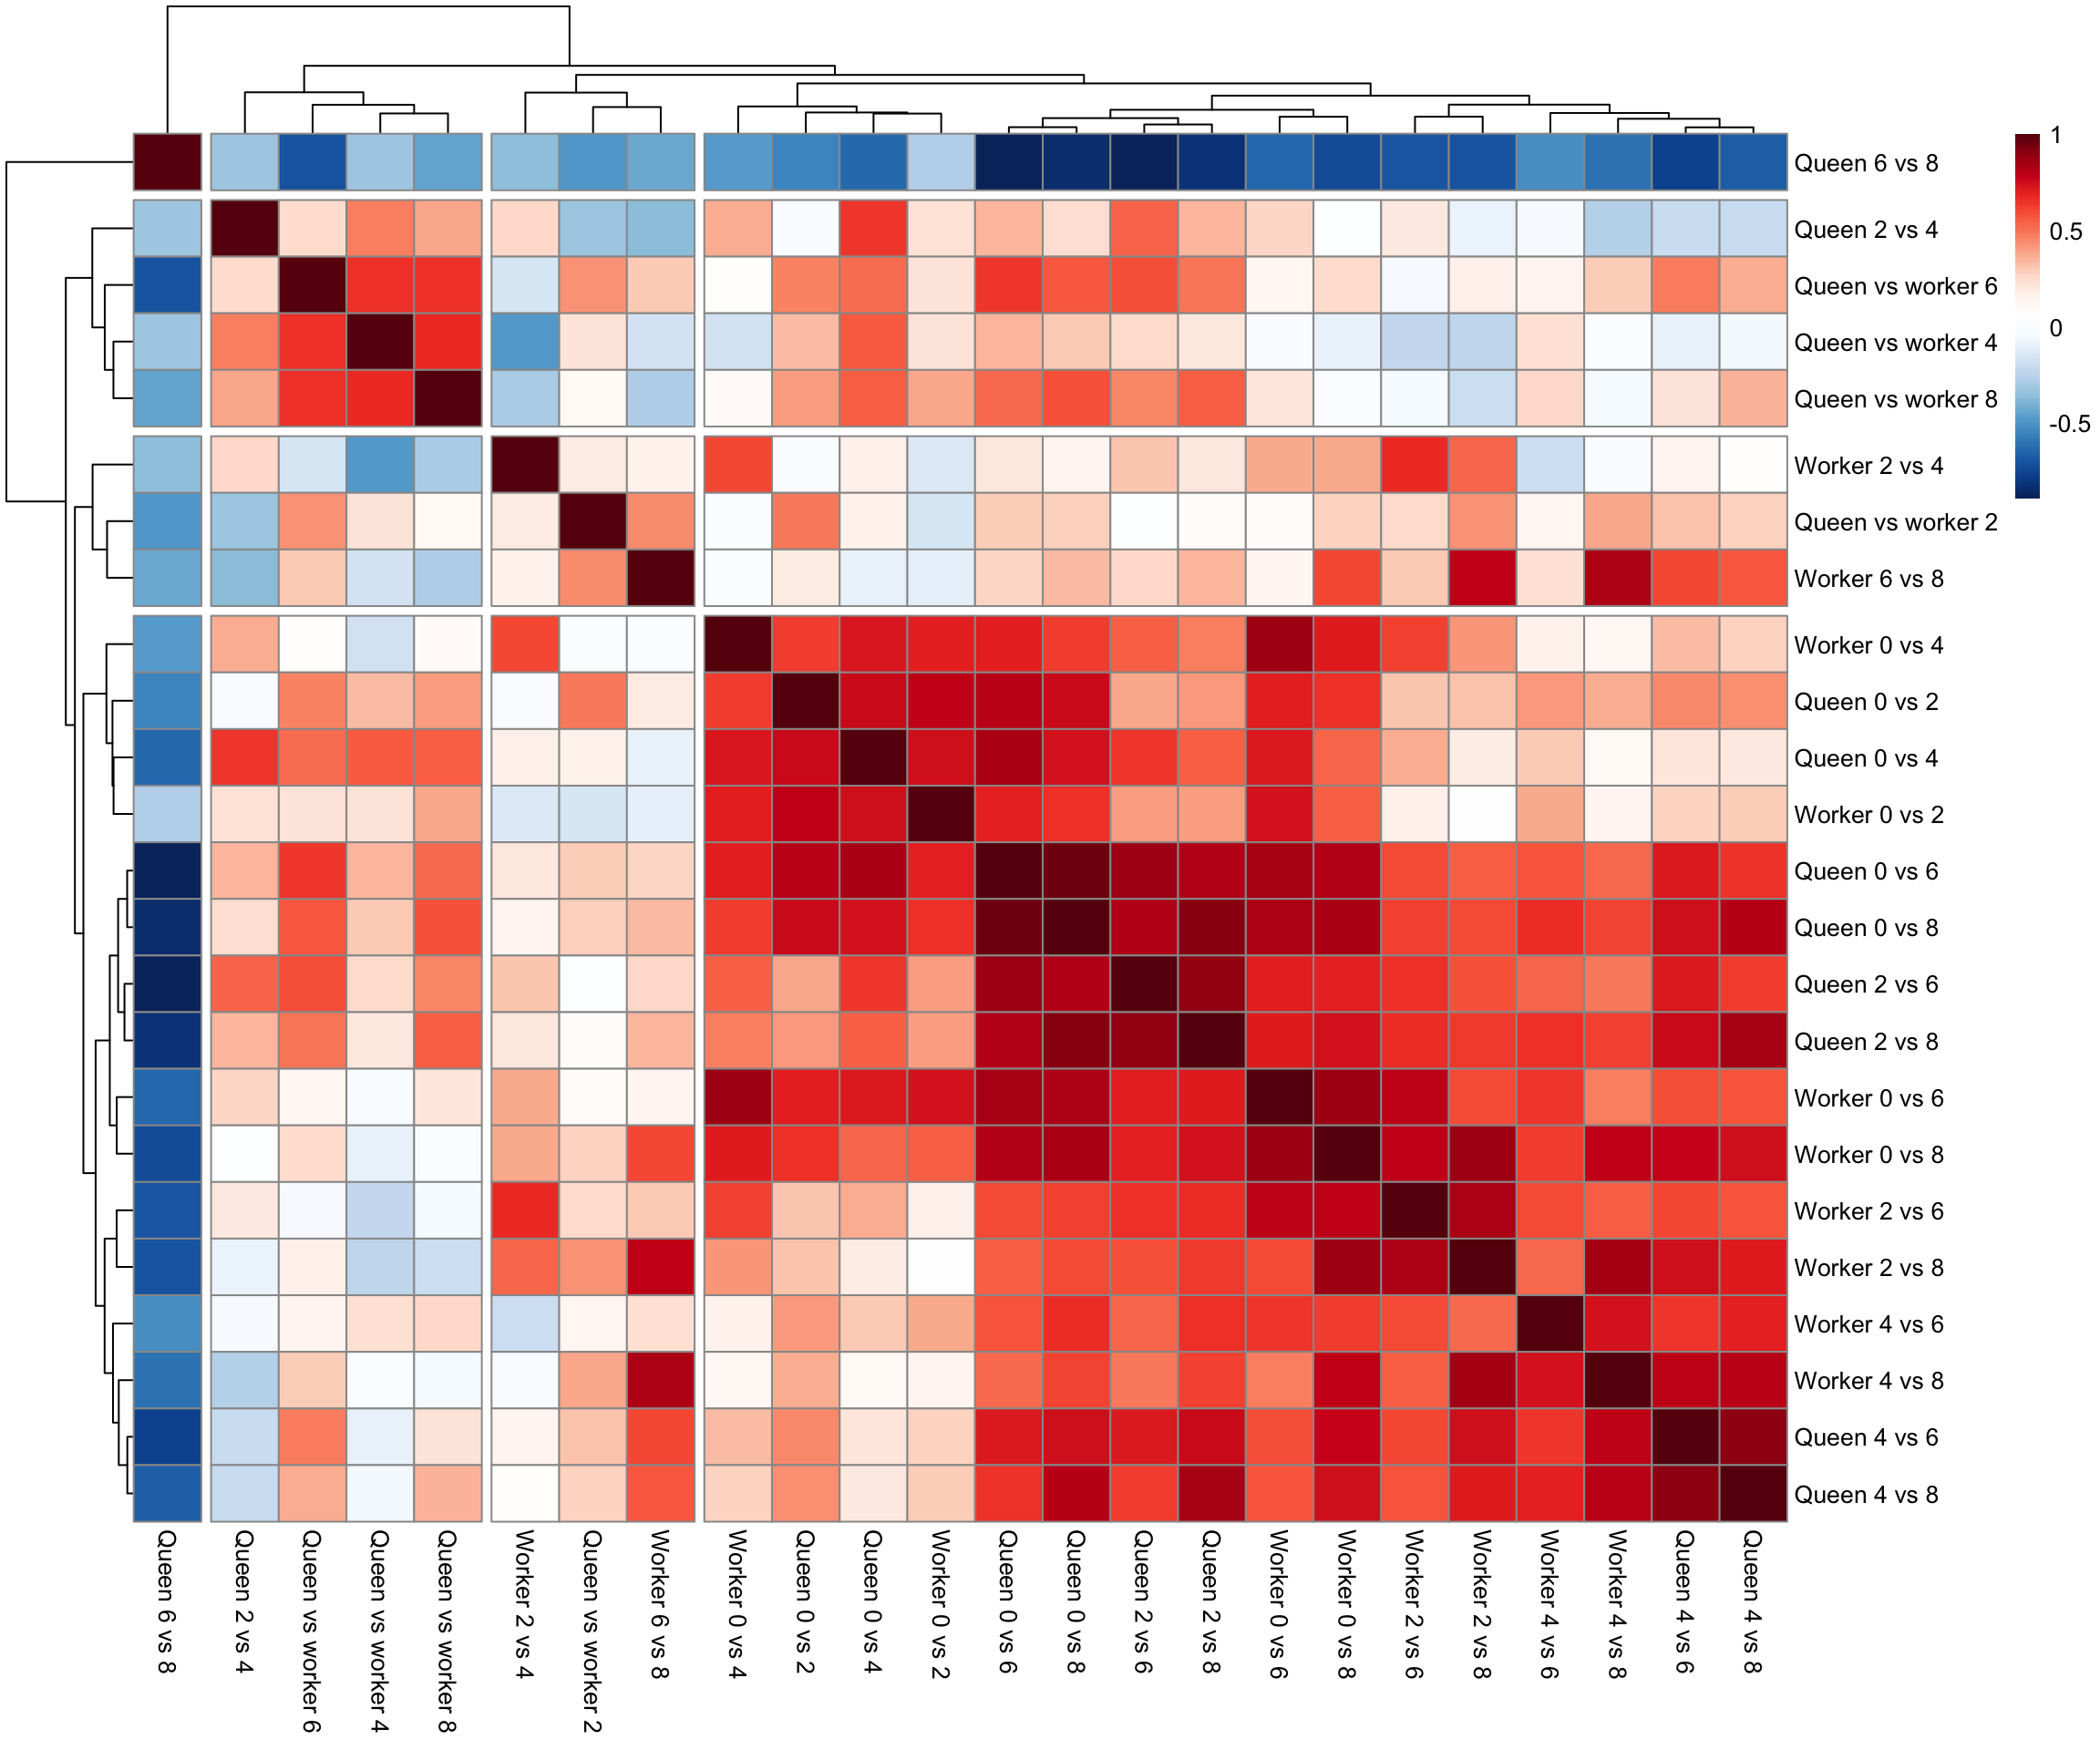 1
0.5
0
-0.5
Queen 6 vs 8
Queen 2 vs 4
Queen vs worker 6
Queen vs worker 4
Queen vs worker 8
Worker 2 vs 4
Queen vs worker 2
Worker 6 vs 8
Worker 0 vs 4
Queen 0 vs 2
Queen 0 vs 4
Worker 0 vs 2
Queen 0 vs 6
Queen 0 vs 8
Queen 2 vs 6
Queen 2 vs 8
Worker 0 vs 6
Worker 0 vs 8
Worker 2 vs 6
Worker 2 vs 8
Worker 4 vs 6
Worker 4 vs 8
Queen 4 vs 6
Queen 4 vs 8
Queen 6 vs 8
Queen 2 vs 4
Queen vs worker 6
Queen vs worker 4
Queen vs worker 8
Worker 2 vs 4
Queen vs worker 2
Worker 6 vs 8
Worker 0 vs 4
Queen 0 vs 2
Queen 0 vs 4
Worker 0 vs 2
Queen 0 vs 6
Queen 0 vs 8
Queen 2 vs 6
Queen 2 vs 8
Worker 0 vs 6
Worker 0 vs 8
Worker 2 vs 6
Worker 2 vs 8
Worker 4 vs 6
Worker 4 vs 8
Queen 4 vs 6
Queen 4 vs 8